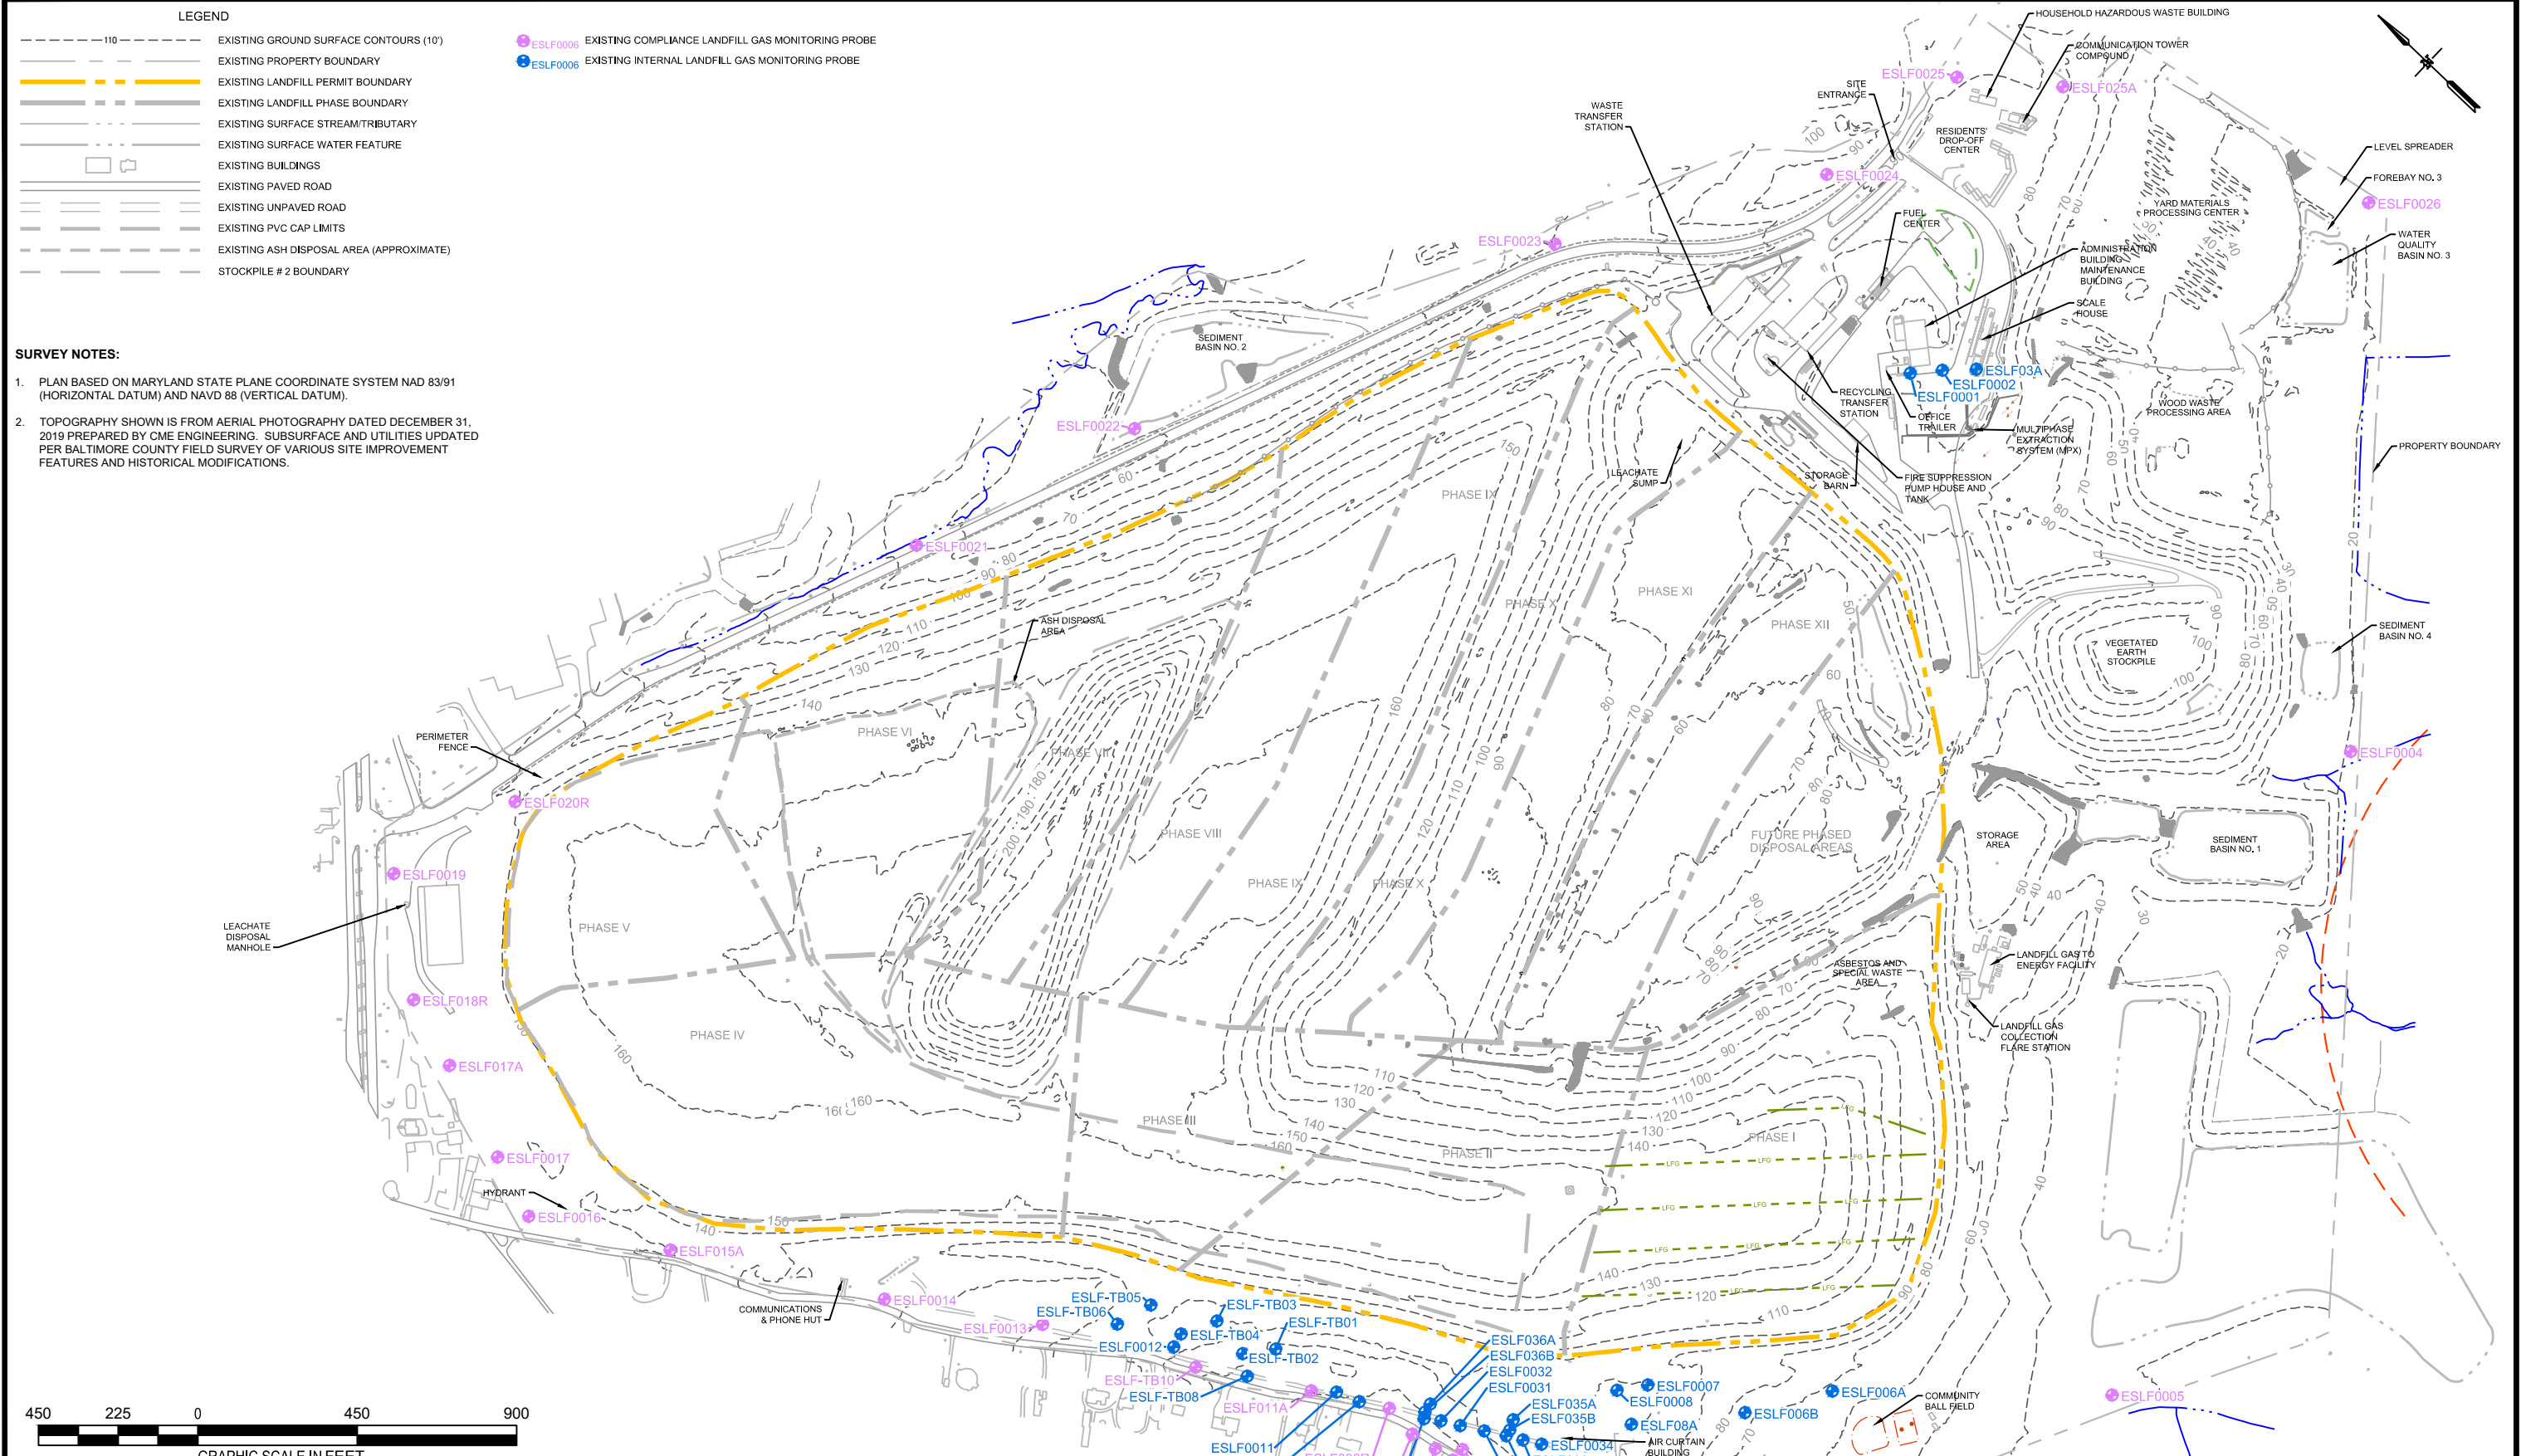 LEGEND
110 EXISTING GROUND SURFACE CONTOURS (10')
EXISTING PROPERTY BOUNDARY
EXISTING LANDFILL PERMIT BOUNDARY
EXISTING LANDFILL PHASE BOUNDARY
EXISTING SURFACE STREAM/TRIBUTARY
EXISTING SURFACE WATER FEATURE
EXISTING BUILDINGS
EXISTING PAVED ROAD
EXISTING UNPAVED ROAD
EXISTING PVC CAP LIMITS
EXISTING ASH DISPOSAL AREA (APPROXIMATE)
STOCKPILE # 2 BOUNDARY
ESLF0006 EXISTING COMPLIANCE LANDFILL GAS MONITORING PROBE
ESLF0006 EXISTING INTERNAL LANDFILL GAS MONITORING PROBE
SURVEY NOTES:
1. PLAN BASED ON MARYLAND STATE PLANE COORDINATE SYSTEM NAD 83/91
(HORIZONTAL DATUM) AND NAVD 88 (VERTICAL DATUM).
2. TOPOGRAPHY SHOWN IS FROM AERIAL PHOTOGRAPHY DATED DECEMBER 31,
2019 PREPARED BY CME ENGINEERING. SUBSURFACE AND UTILITIES UPDATED
PER BALTIMORE COUNTY FIELD SURVEY OF VARIOUS SITE IMPROVEMENT
FEATURES AND HISTORICAL MODIFICATIONS.
HOUSEHOLD HAZARDOUS WASTE BUILDING
COMMUNICATION TOWER
COMPOUND
ESLF0025
ESLF025A
SITE
ENTRANCE
WASTE
TRANSFER
STATION
RESIDENTS'
DROP-OFF
CENTER
LEVEL SPREADER
FOREBAY NO. 3
ESLF0024
ESLF0026
YARD MATERIALS
PROCESSING CENTER
FUEL
CENTER
WATER
QUALITY
BASIN NO. 3
ESLF0023
ADMINISTRATION
BUILDING
MAINTENANCE
BUILDING
SCALE
HOUSE
SEDIMENT
BASIN NO. 2
ESLF03A
ESLF0002
ESLF0001
RECYCLING
TRANSFER
STATION
OFFICE
TRAILER
WOOD WASTE
PROCESSING AREA
MULTIPHASE
EXTRACTION
SYSTEM (MPX)
PROPERTY BOUNDARY
ESLF0022
LEACHATE
SUMP
STORAGE
BARN
FIRE SUPPRESSION
PUMP HOUSE AND
TANK
PHASE IX
ESLF0021
PHASE X
PHASE XI
PHASE XII
ASH DISPOSAL
AREA
VEGETATED
EARTH
STOCKPILE
SEDIMENT
BASIN NO. 4
PERIMETER
FENCE
PHASE VI
PHASE VII
ESLF0004
ESLF020R
PHASE VIII
FUTURE PHASED
DISPOSAL AREAS
STORAGE
AREA
SEDIMENT
BASIN NO. 1
ESLF0019
PHASE IX
PHASE X
LEACHATE
DISPOSAL
MANHOLE
PHASE V
ASBESTOS AND
SPECIAL WASTE
AREA
LANDFILL GAS TO
ENERGY FACILITY
ESLF018R
PHASE IV
LANDFILL GAS
COLLECTION
FLARE STATION
ESLF017A
PHASE III
PHASE II
PHASE I
ESLF0017
HYDRANT
ESLF0016
ESLF015A
COMMUNICATIONS
& PHONE HUT
ESLF0014
ESLF0013
ESLF-TB05
ESLF-TB06
ESLF-TB03
ESLF-TB01
ESLF-TB04
ESLF0012
ESLF-TB02
ESLF-TB10
ESLF-TB08
ESLF011A
ESLF0011
ESLF036A
ESLF036B
ESLF0032
ESLF0031
ESLF035A
ESLF035B
ESLF0034
ESLF0007
ESLF0008
ESLF08A
ESLF006A
ESLF006B
COMMUNITY
BALL FIELD
AIR CURTAIN
BUILDING
ESLF0005
450 225 0 450 900
GRAPHIC SCALE IN FEET